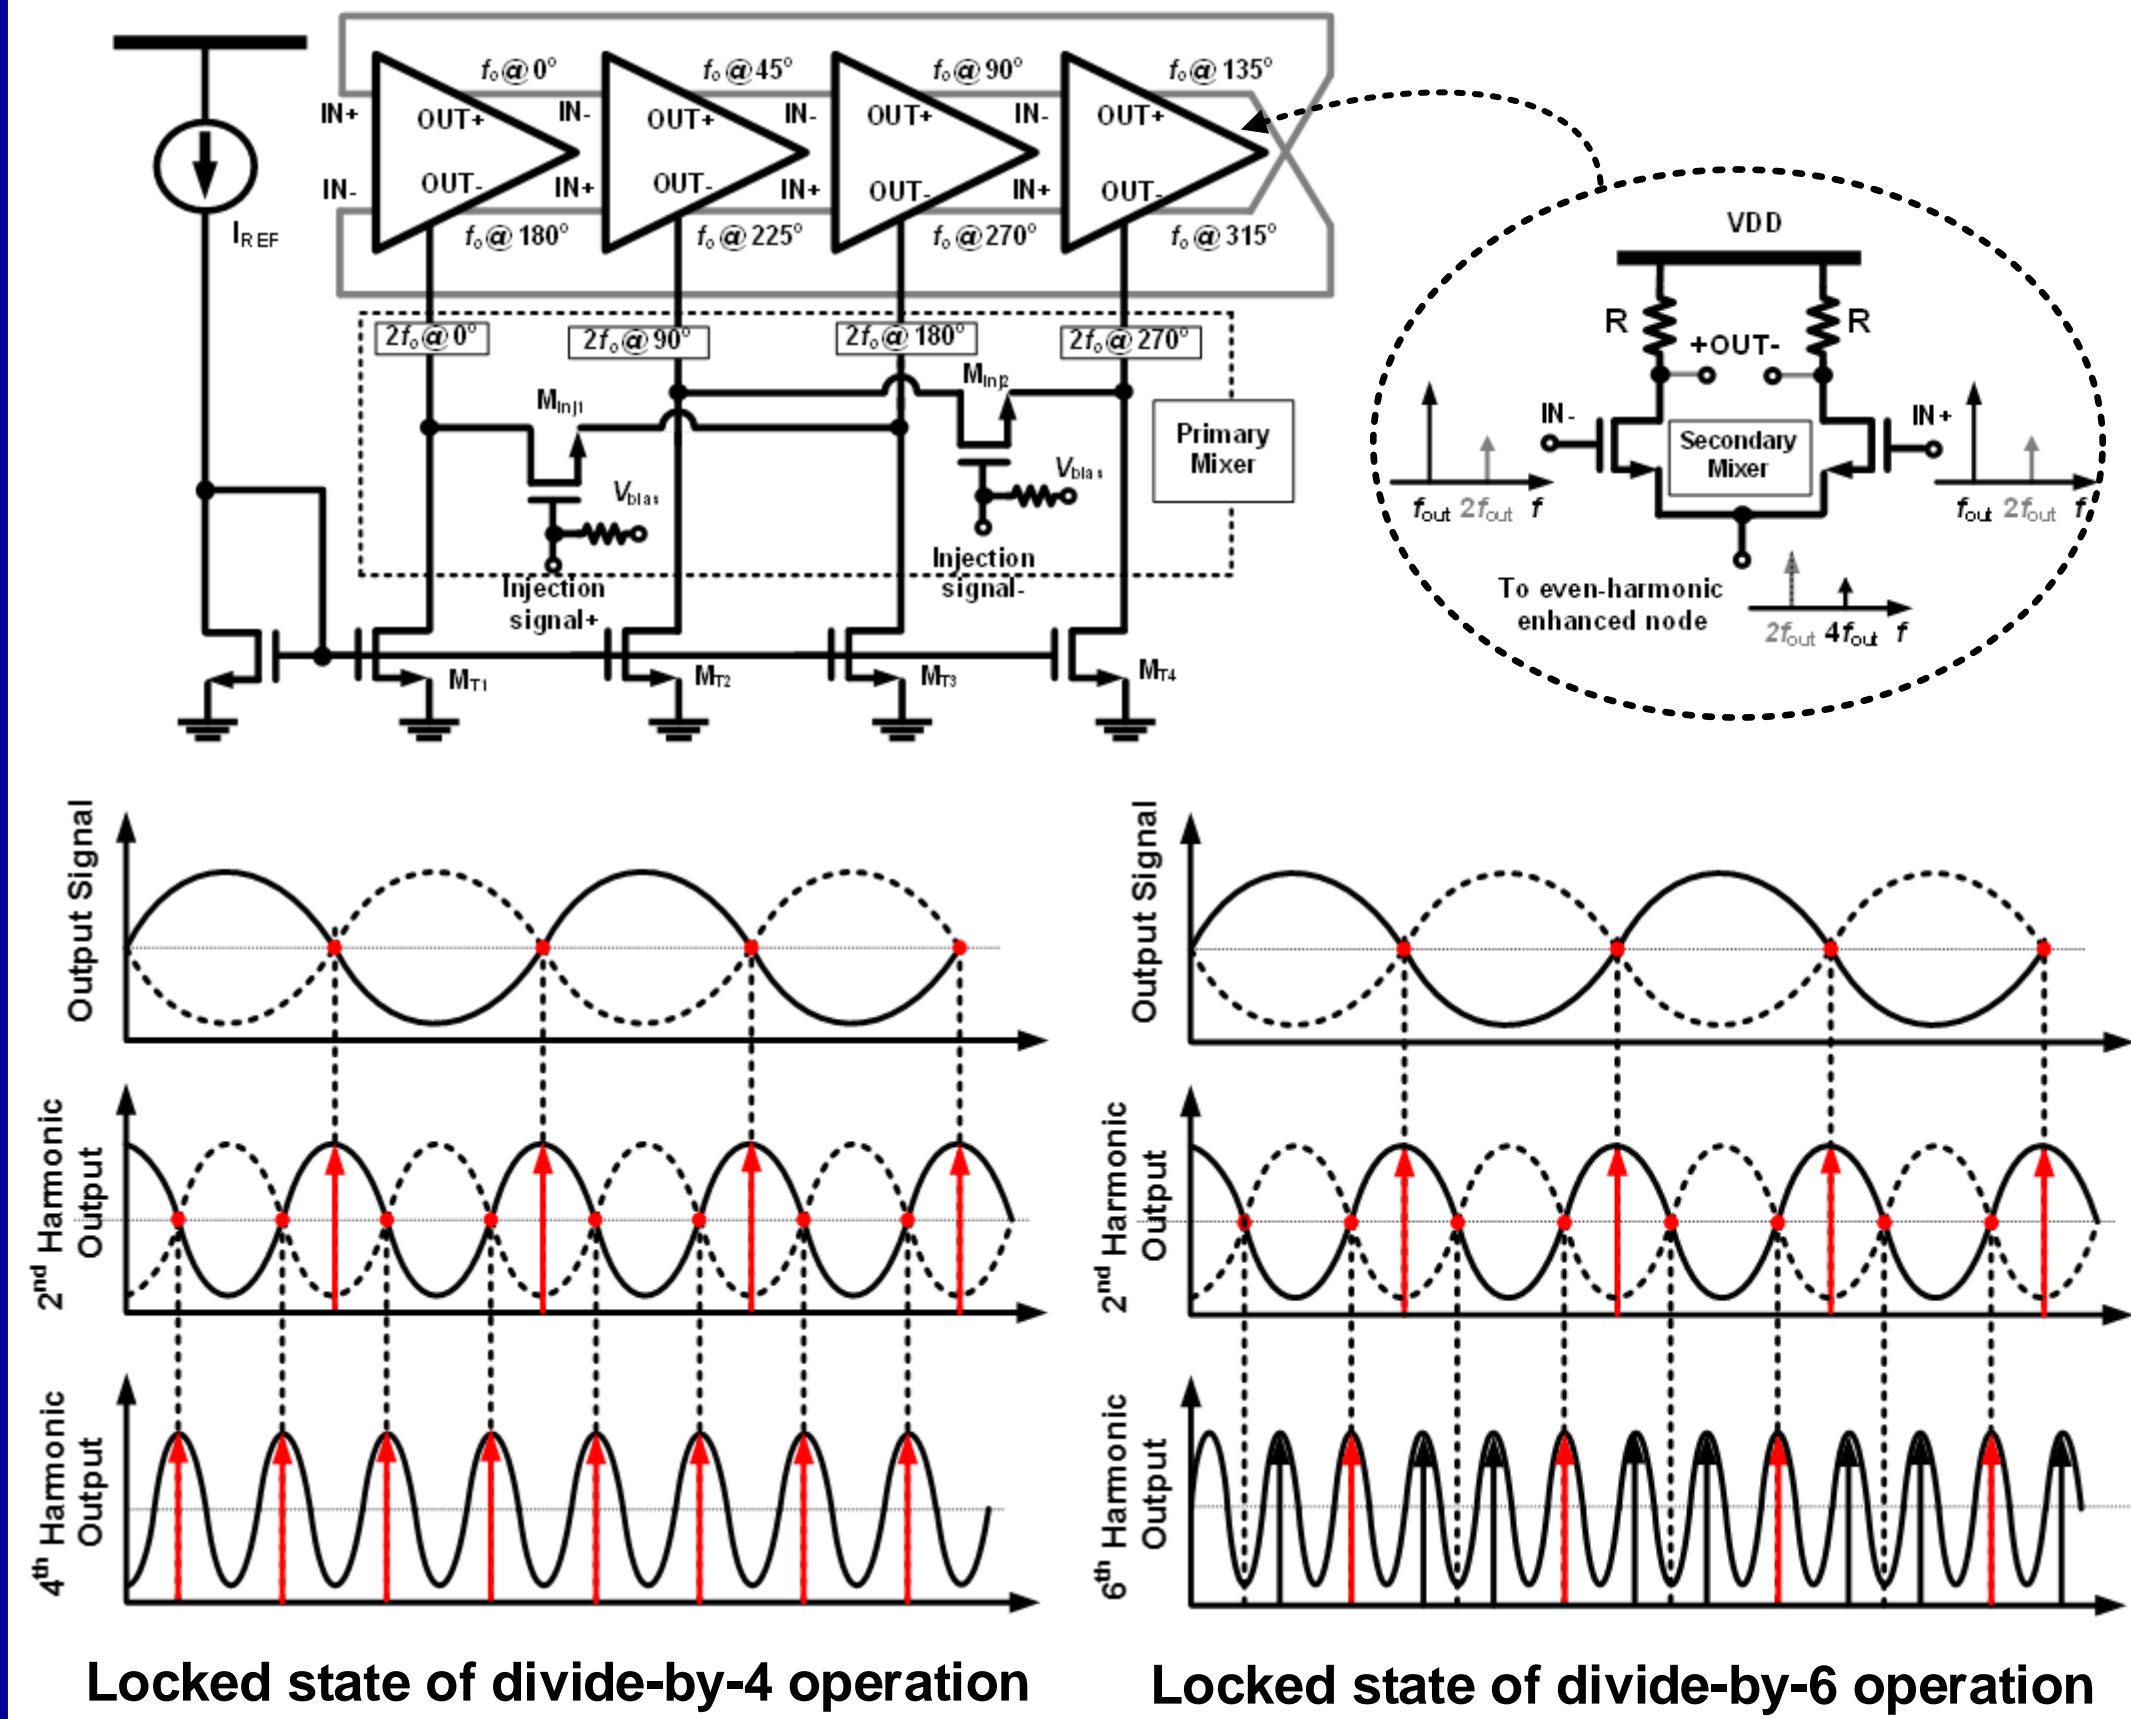 fo@0°
fo@45°
fo@90°
fo@135°
IN+
OUT+
IN-
OUT+
IN-
OUT+
IN-
OUT+
IN-
OUT-
IN+
OUT-
IN+
OUT-
IN+
OUT-
IREF
fo@180°
fo@225°
fo@270°
fo@315°
VDD
R
R
+OUT-
2fo@0°
2fo@90°
2fo@180°
2fo@270°
MInj1
MInj2
Vbias
Vbias
Primary
Mixer
IN-
IN+
Secondary
Mixer
fout 2fout f
fout 2fout f
Injection
signal+
Injection
signal-
To even-harmonic
enhanced node
2fout 4fout f
MT1
MT2
MT3
MT4
Output Signal
2nd Harmonic
Output
4th Harmonic
Output
Output Signal
2nd Harmonic
Output
6th Harmonic
Output
Locked state of divide-by-4 operation
Locked state of divide-by-6 operation